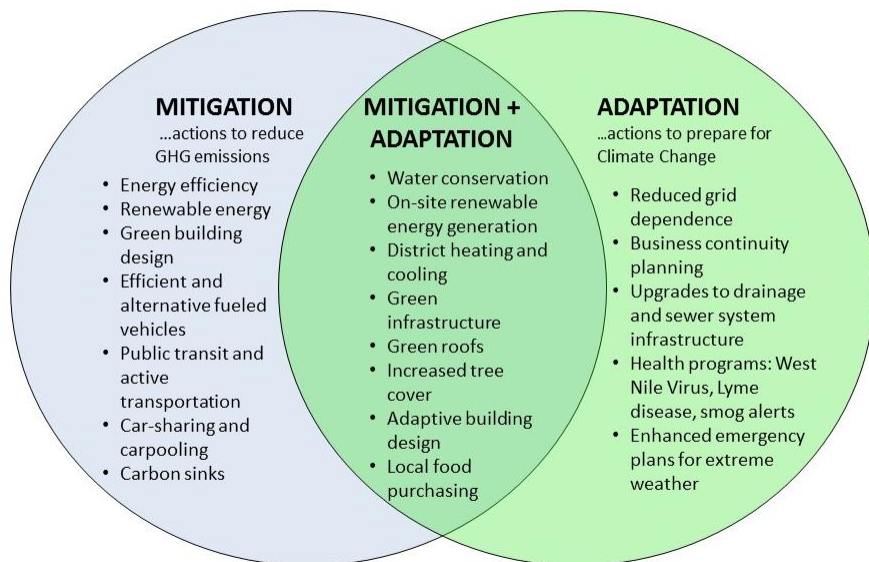 MITIGATION
...actions to reduce
GHG emissions
• Energy efficiency
• Renewable energy
• Green building
design
• Efficient and
alternative fueled
vehicles
• Public transit and
active
transportation
• Car-sharing and
carpooling
• Carbon sinks
MITIGATION +
ADAPTATION
• Water conservation
• On-site renewable
energy generation
• District heating and
cooling
• Green
infrastructure
• Green roofs
• Increased tree
cover
• Adaptive building
design
• Local food
purchasing
ADAPTATION
...actions to prepare for
Climate Change
• Reduced grid
dependence
• Business continuity
planning
• Upgrades to drainage
and sewer system
infrastructure
• Health programs: West
Nile Virus, Lyme
disease, smog alerts
• Enhanced emergency
plans for extreme
weather